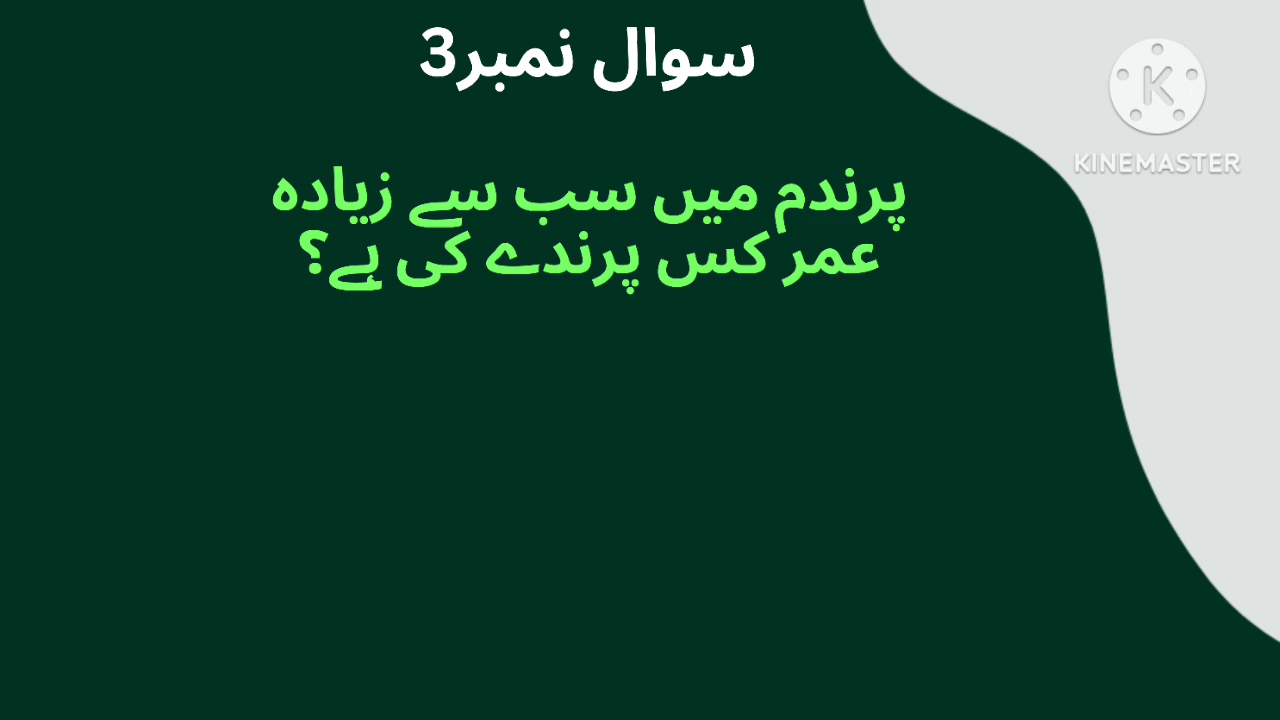 سوال نمبر3
پرندم میں سب سے زیادہ
عمر کس پرندے کی ہے؟
K
KINEMASTER